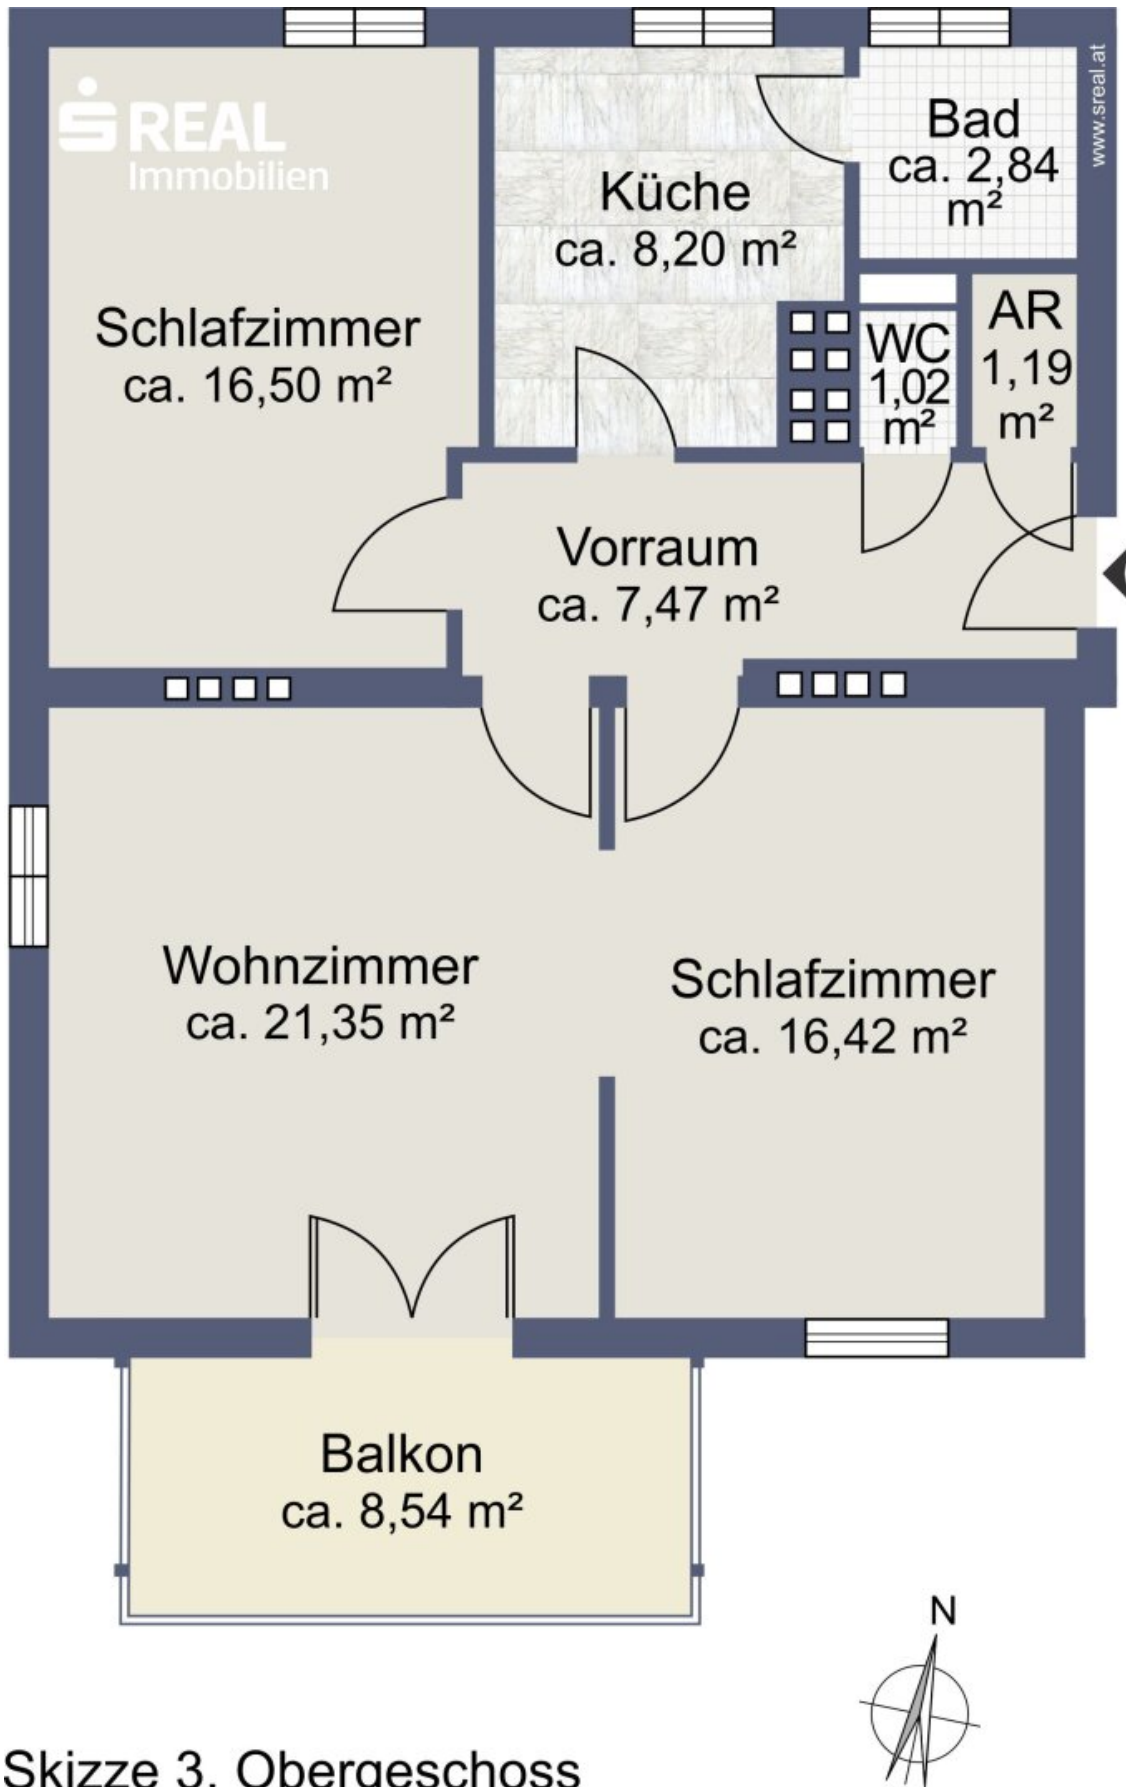 REAL
Immobilien
www.sreal.at
Bad
ca. 2,84
m²
Küche
ca. 8,20 m²
Schlafzimmer
ca. 16,50 m²
WC
1,02
m²
AR
1,19
m²
Vorraum
ca. 7,47 m²
Wohnzimmer
ca. 21,35 m²
Schlafzimmer
ca. 16,42 m²
Balkon
ca. 8,54 m²
N
Skizze 3. Obergeschoss